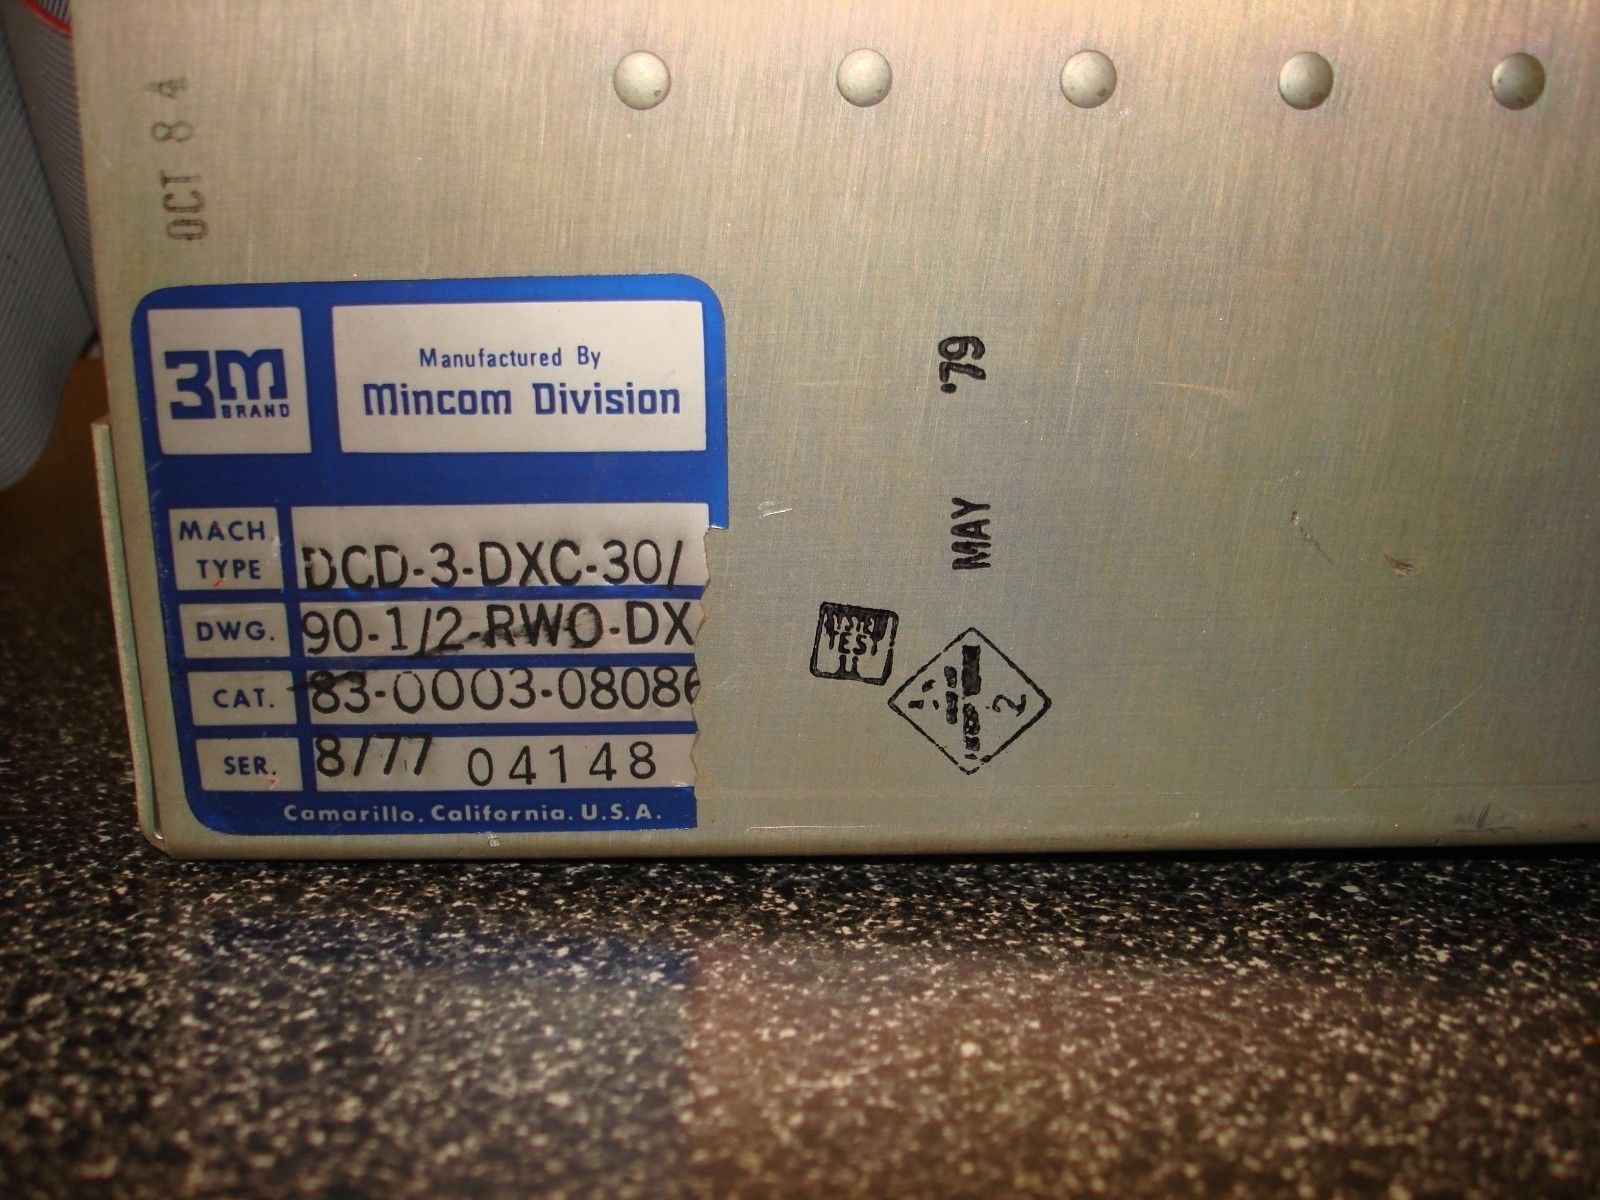 OCT 84
3M
BRAND
Manufactured By
Mincom Division
MACH.
TYPE
DCD-3-DXC-30/
DWG.
90-1/2-RWO-DX
CAT.
83-0003-08086
SER.
8/77 04148
Camarillo, California, U.S.A.
MAY '79
2